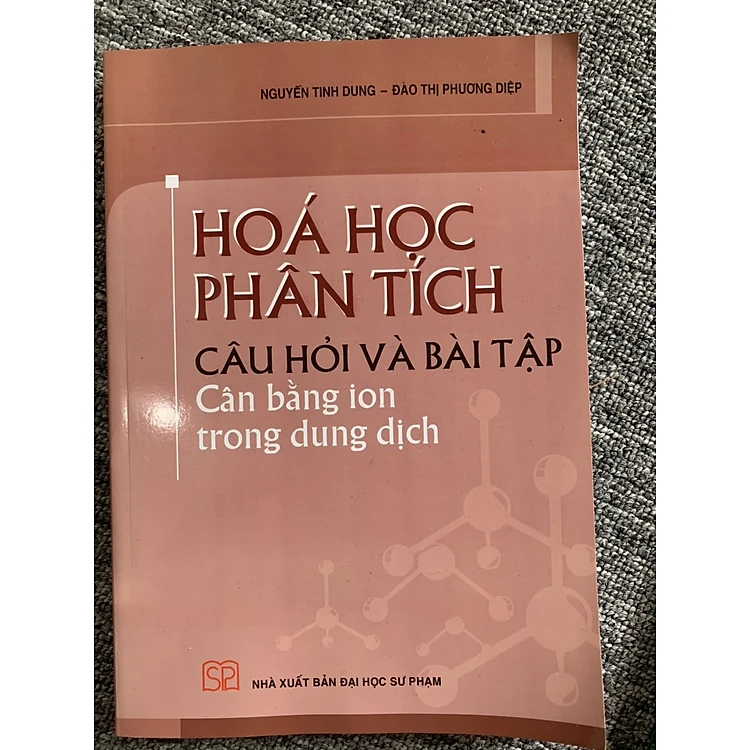 NGUYỄN TINH DUNG – ĐÀO THỊ PHƯƠNG DIỆP
HOÁ HỌC
PHÂN TÍCH
CÂU HỎI VÀ BÀI TẬP
Cân bằng ion
trong dung dịch
SP
NHÀ XUẤT BẢN ĐẠI HỌC SƯ PHẠM